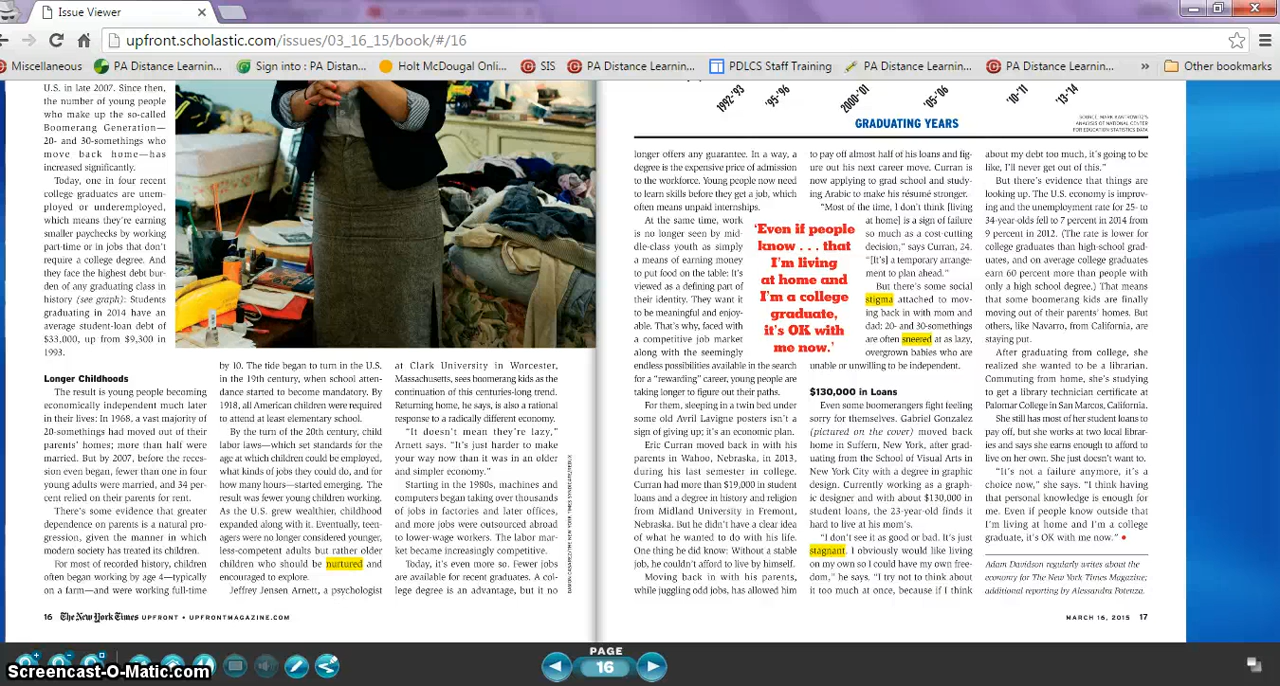 Issue Viewer
upfront.scholastic.com/issues/03_16_15/book/#/16
Miscellaneous
PA Distance Learnin...
Sign into : PA Distan...
Holt McDougal Onli...
SIS
PA Distance Learnin...
PDLCS Staff Training
PA Distance Learnin...
PA Distance Learnin...
»
Other bookmarks
U.S. in late 2007. Since then,
the number of young people
who make up the so-called
Boomerang Generation—
20- and 30-somethings who
move back home—has
increased significantly.
Today, one in four recent
college graduates are unem-
ployed or underemployed,
which means they're earning
smaller paychecks by working
part-time or in jobs that don't
require a college degree. And
they face the highest debt bur-
den of any graduating class in
history (see graph): Students
graduating in 2014 have an
average student-loan debt of
$33,000, up from $9,300 in
1993.
Longer Childhoods
The result is young people becoming
economically independent much later
in their lives: In 1968, a vast majority of
20-somethings had moved out of their
parents' homes; more than half were
married. But by 2007, before the reces-
sion even began, fewer than one in four
young adults were married, and 34 per-
cent relied on their parents for rent.
There's some evidence that greater
dependence on parents is a natural pro-
gression, given the manner in which
modern society has treated its children.
For most of recorded history, children
often began working by age 4—typically
on a farm—and were working full-time
by 10. The tide began to turn in the U.S.
in the 19th century, when school atten-
dance started to become mandatory. By
1918, all American children were required
to attend at least elementary school.
By the turn of the 20th century, child
labor laws—which set standards for the
age at which children could be employed,
what kinds of jobs they could do, and for
how many hours—started emerging. The
result was fewer young children working.
As the U.S. grew wealthier, childhood
expanded along with it. Eventually, teen-
agers were no longer considered younger,
less-competent adults but rather older
children who should be nurtured and
encouraged to explore.
Jeffrey Jensen Arnett, a psychologist
at Clark University in Worcester,
Massachusetts, sees boomerang kids as the
continuation of this centuries-long trend.
Returning home, he says, is also a rational
response to a radically different economy.
"It doesn't mean they're lazy,"
Arnett says. "It's just harder to make
your way now than it was in an older
and simpler economy."
Starting in the 1980s, machines and
computers began taking over thousands
of jobs in factories and later offices,
and more jobs were outsourced abroad
to lower-wage workers. The labor mar-
ket became increasingly competitive.
Today, it's even more so. Fewer jobs
are available for recent graduates. A col-
lege degree is an advantage, but it no
DAMON CASAREZ/THE NEW YORK TIMES SYNDICATE/REDUX
16 The New York Times UPFRONT • UPFRONTMAGAZINE.COM
1992-'93
'95-'96
2000-'01
'05-'06
'10-'11
'13-'14
GRADUATING YEARS
SOURCE: MARK KANTROWITZ'S
ANALYSIS OF NATIONAL CENTER
FOR EDUCATION STATISTICS DATA
longer offers any guarantee. In a way, a
degree is the expensive price of admission
to the workforce. Young people now need
to learn skills before they get a job, which
often means unpaid internships.
At the same time, work
is no longer seen by mid-
dle-class youth as simply
a means of earning money
to put food on the table: It's
viewed as a defining part of
their identity. They want it
to be meaningful and enjoy-
able. That's why, faced with
a competitive job market
along with the seemingly
endless possibilities available in the search
for a "rewarding" career, young people are
taking longer to figure out their paths.
For them, sleeping in a twin bed under
some old Avril Lavigne posters isn't a
sign of giving up; it's an economic plan.
Eric Curran moved back in with his
parents in Wahoo, Nebraska, in 2013,
during his last semester in college.
Curran had more than $19,000 in student
loans and a degree in history and religion
from Midland University in Fremont,
Nebraska. But he didn't have a clear idea
of what he wanted to do with his life.
One thing he did know: Without a stable
job, he couldn't afford to live by himself.
Moving back in with his parents,
while juggling odd jobs, has allowed him
'Even if people
know . . . that
I'm living
at home and
I'm a college
graduate,
it's OK with
me now.'
to pay off almost half of his loans and fig-
ure out his next career move. Curran is
now applying to grad school and study-
ing Arabic to make his résumé stronger.
"Most of the time, I don't think [living
at home] is a sign of failure
so much as a cost-cutting
decision," says Curran, 24.
"[It's] a temporary arrange-
ment to plan ahead."
But there's some social
stigma attached to mov-
ing back in with mom and
dad: 20- and 30-somethings
are often sneered at as lazy,
overgrown babies who are
unable or unwilling to be independent.
$130,000 in Loans
Even some boomerangers fight feeling
sorry for themselves. Gabriel Gonzalez
(pictured on the cover) moved back
home in Suffern, New York, after grad-
uating from the School of Visual Arts in
New York City with a degree in graphic
design. Currently working as a graph-
ic designer and with about $130,000 in
student loans, the 23-year-old finds it
hard to live at his mom's.
"I don't see it as good or bad. It's just
stagnant. I obviously would like living
on my own so I could have my own free-
dom," he says. "I try not to think about
it too much at once, because if I think
about my debt too much, it's going to be
like, I'll never get out of this."
But there's evidence that things are
looking up. The U.S. economy is improv-
ing and the unemployment rate for 25- to
34-year-olds fell to 7 percent in 2014 from
9 percent in 2012. (The rate is lower for
college graduates than high-school grad-
uates, and on average college graduates
earn 60 percent more than people with
only a high school degree.) That means
that some boomerang kids are finally
moving out of their parents' homes. But
others, like Navarro, from California, are
staying put.
After graduating from college, she
realized she wanted to be a librarian.
Commuting from home, she's studying
to get a library technician certificate at
Palomar College in San Marcos, California.
She still has most of her student loans to
pay off, but she works at two local librar-
ies and says she earns enough to afford to
live on her own. She just doesn't want to.
"It's not a failure anymore, it's a
choice now," she says. "I think having
that personal knowledge is enough for
me. Even if people know outside that
I'm living at home and I'm a college
graduate, it's OK with me now." •
Adam Davidson regularly writes about the
economy for The New York Times Magazine;
additional reporting by Alessandra Potenza.
MARCH 16, 2015 17
PAGE
16
Screencast-O-Matic.com